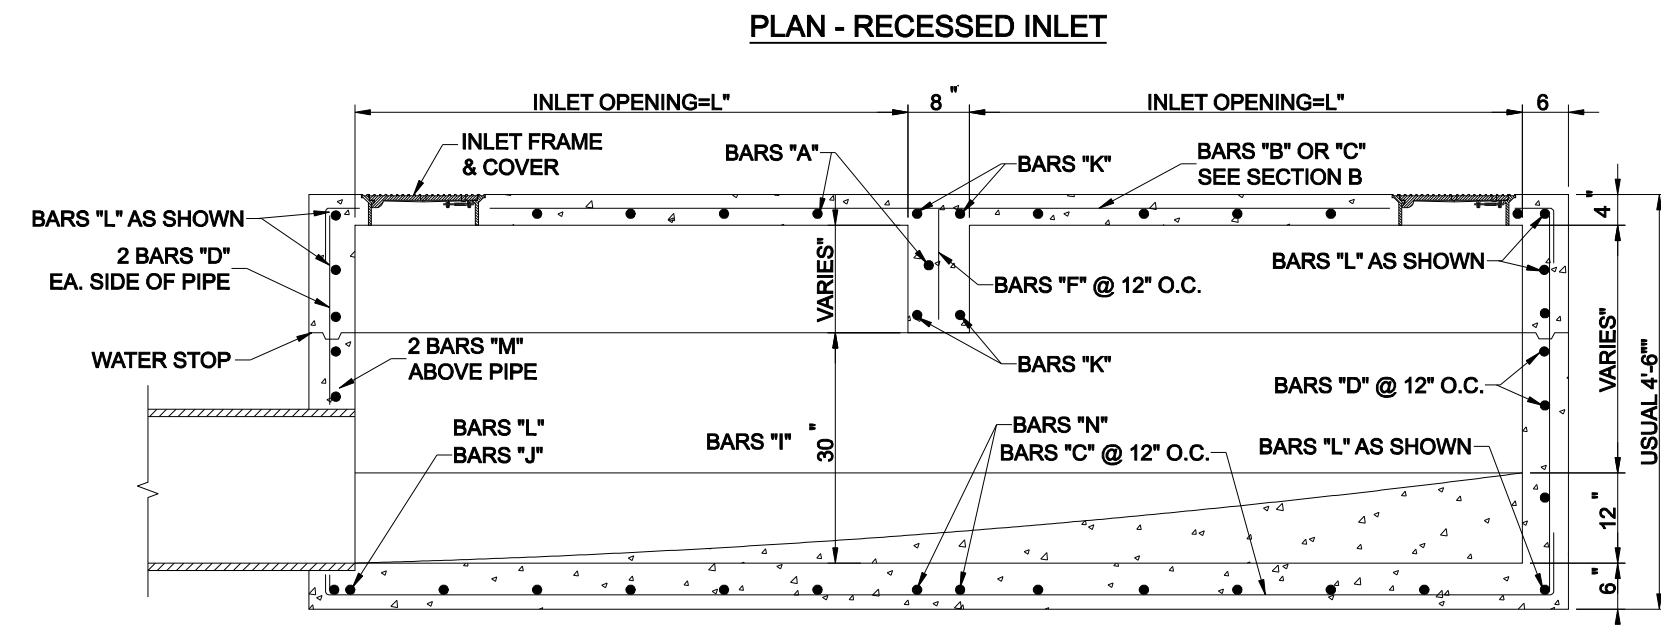 PLAN - RECESSED INLET
INLET OPENING=L"
8 "
INLET OPENING=L"
6
INLET FRAME
& COVER
BARS "A"
BARS "K"
BARS "B" OR "C"
SEE SECTION B
4 "
BARS "L" AS SHOWN
2 BARS "D"
EA. SIDE OF PIPE
VARIES"
BARS "F" @ 12" O.C.
BARS "L" AS SHOWN
WATER STOP
2 BARS "M"
ABOVE PIPE
BARS "K"
BARS "D" @ 12" O.C.
VARIES"
USUAL 4'-6""
BARS "L"
BARS "J"
BARS "I"
30 "
BARS "N"
BARS "C" @ 12" O.C.
BARS "L" AS SHOWN
12 "
6 "